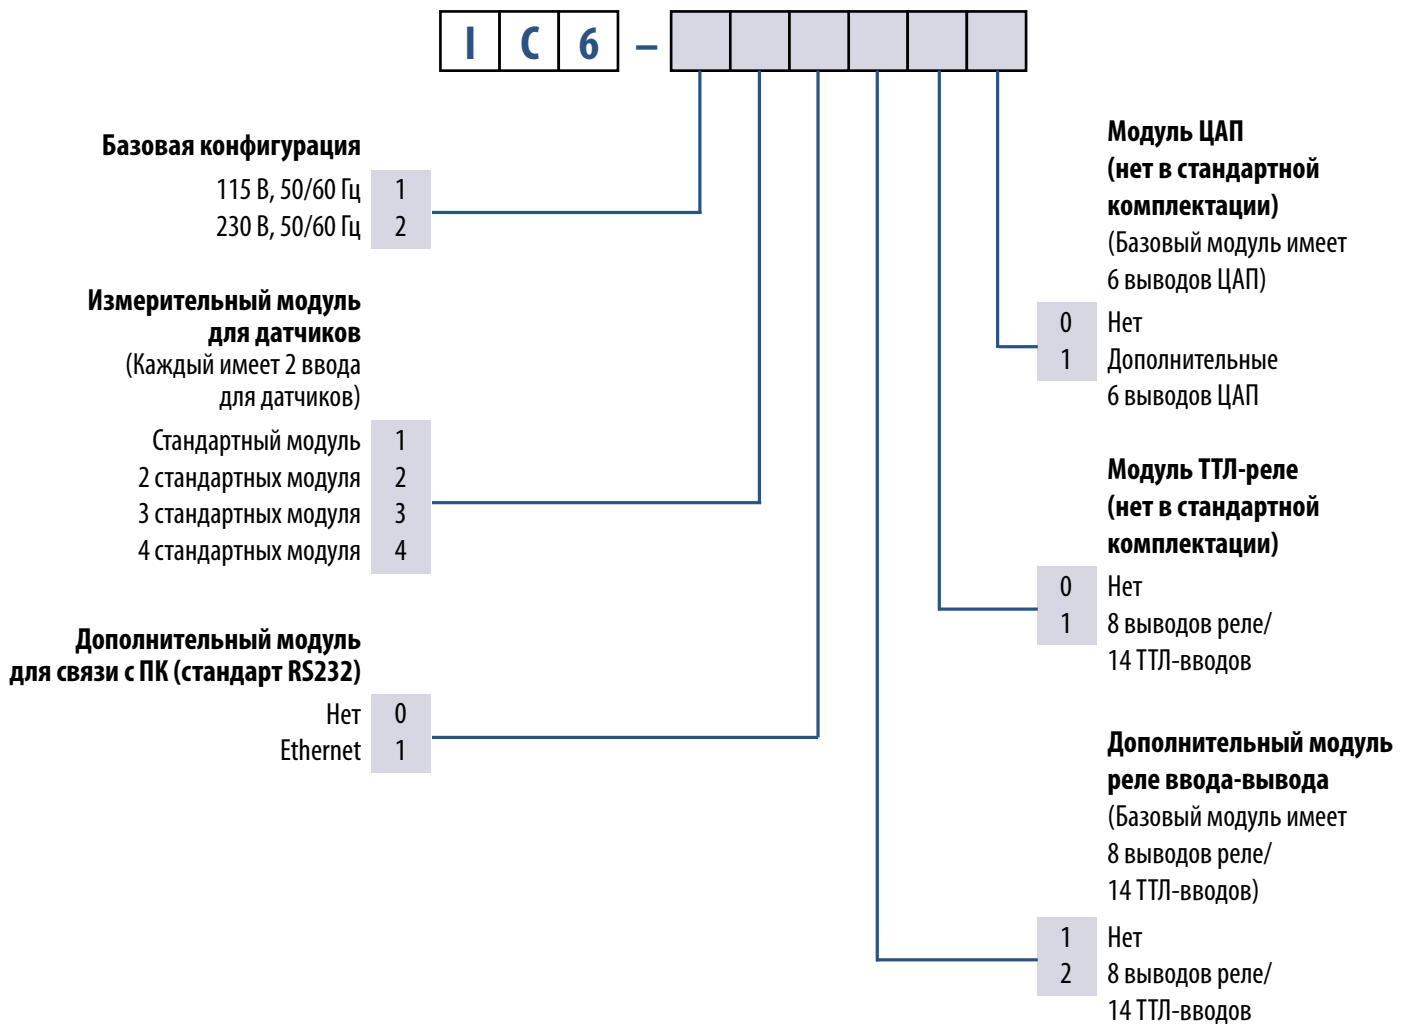 IC6 –
Базовая конфигурация
115 В, 50/60 Гц 1
230 В, 50/60 Гц 2
Измерительный модуль
для датчиков
(Каждый имеет 2 ввода
для датчиков)
Стандартный модуль 1
2 стандартных модуля 2
3 стандартных модуля 3
4 стандартных модуля 4
Дополнительный модуль
для связи с ПК (стандарт RS232)
Нет 0
Ethernet 1
Модуль ЦАП
(нет в стандартной
комплектации)
(Базовый модуль имеет
6 выводов ЦАП)
0 Нет
1 Дополнительные
6 выводов ЦАП
Модуль ТТЛ-реле
(нет в стандартной
комплектации)
0 Нет
1 8 выводов реле/
14 ТТЛ-вводов
Дополнительный модуль
реле ввода-вывода
(Базовый модуль имеет
8 выводов реле/
14 ТТЛ-вводов)
1 Нет
2 8 выводов реле/
14 ТТЛ-вводов